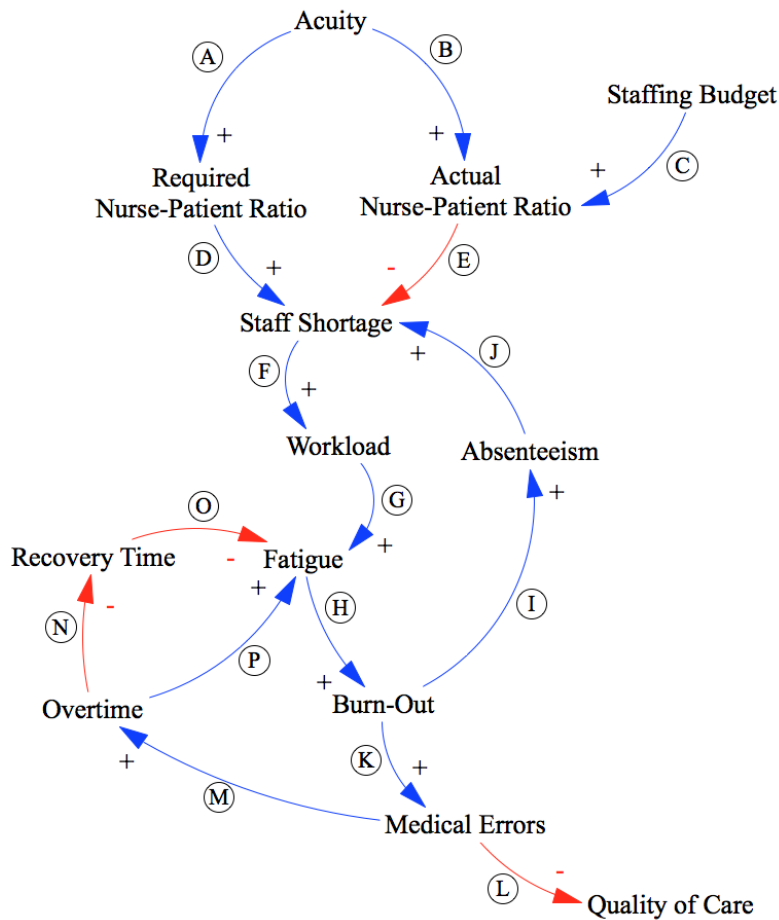 Acuity
A
B
Staffing Budget
+
+
+
C
Required
Nurse-Patient Ratio
Actual
Nurse-Patient Ratio
D
+
-
E
Staff Shortage
F
+
+
J
Workload
Absenteeism
G
+
O
Recovery Time
-
Fatigue
+
+
N
-
H
I
P
+
Overtime
Burn-Out
+
K
+
M
Medical Errors
L
-
Quality of Care